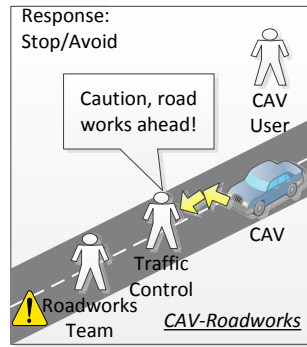 Response:
Stop/Avoid
Caution, road
works ahead!
CAV
User
CAV
Traffic
Control
Roadworks
Team
CAV-Roadworks